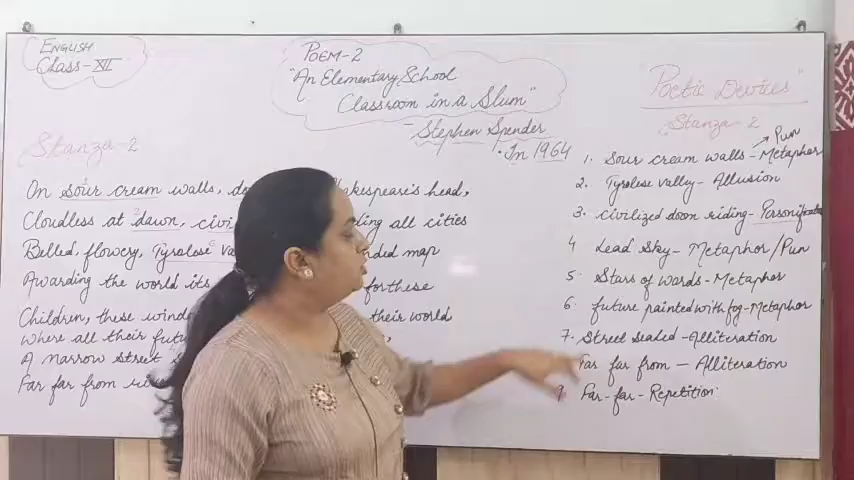 ENGLISH
Class-XII
POEM-2
"An Elementary School
Classroom in a Slum"
- Stephen Spender
• In 1964
Stanza-2
On sour cream walls, do kespeare's head,
Cloudless at dawn, civi ling all cities
Belled, flowery, Tyrolese va nded map
Awarding the world its for these
Children, these wind their world
where all their futu
A narrow street
Far far from
"Poetic Devices"
Stanza-2
Pun
1. Sour cream walls - Metaphor
2. Tyrolese valley - Allusion
3. civilized dom riding - Personification
4 Lead Sky - Metaphor/Pun
5. Stars of words - Metaphor
6. future painted with fog - Metaphor
7. Street sealed - Alliteration
Far far from - Alliteration
9 Far-far - Repetition